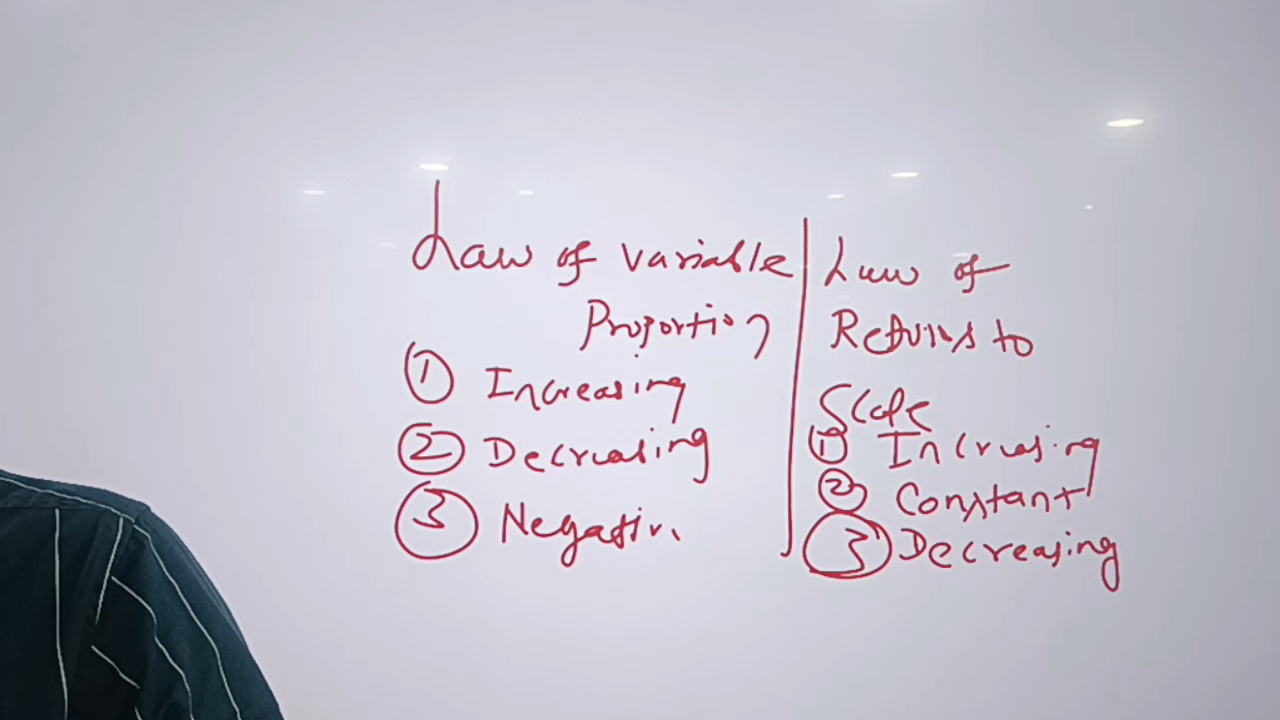 Law of variable
Proportion
① Increasing
② Decreasing
③ Negativ
Law of
Returns to
Scale
① Increasing
② Constant
③ Decreasing